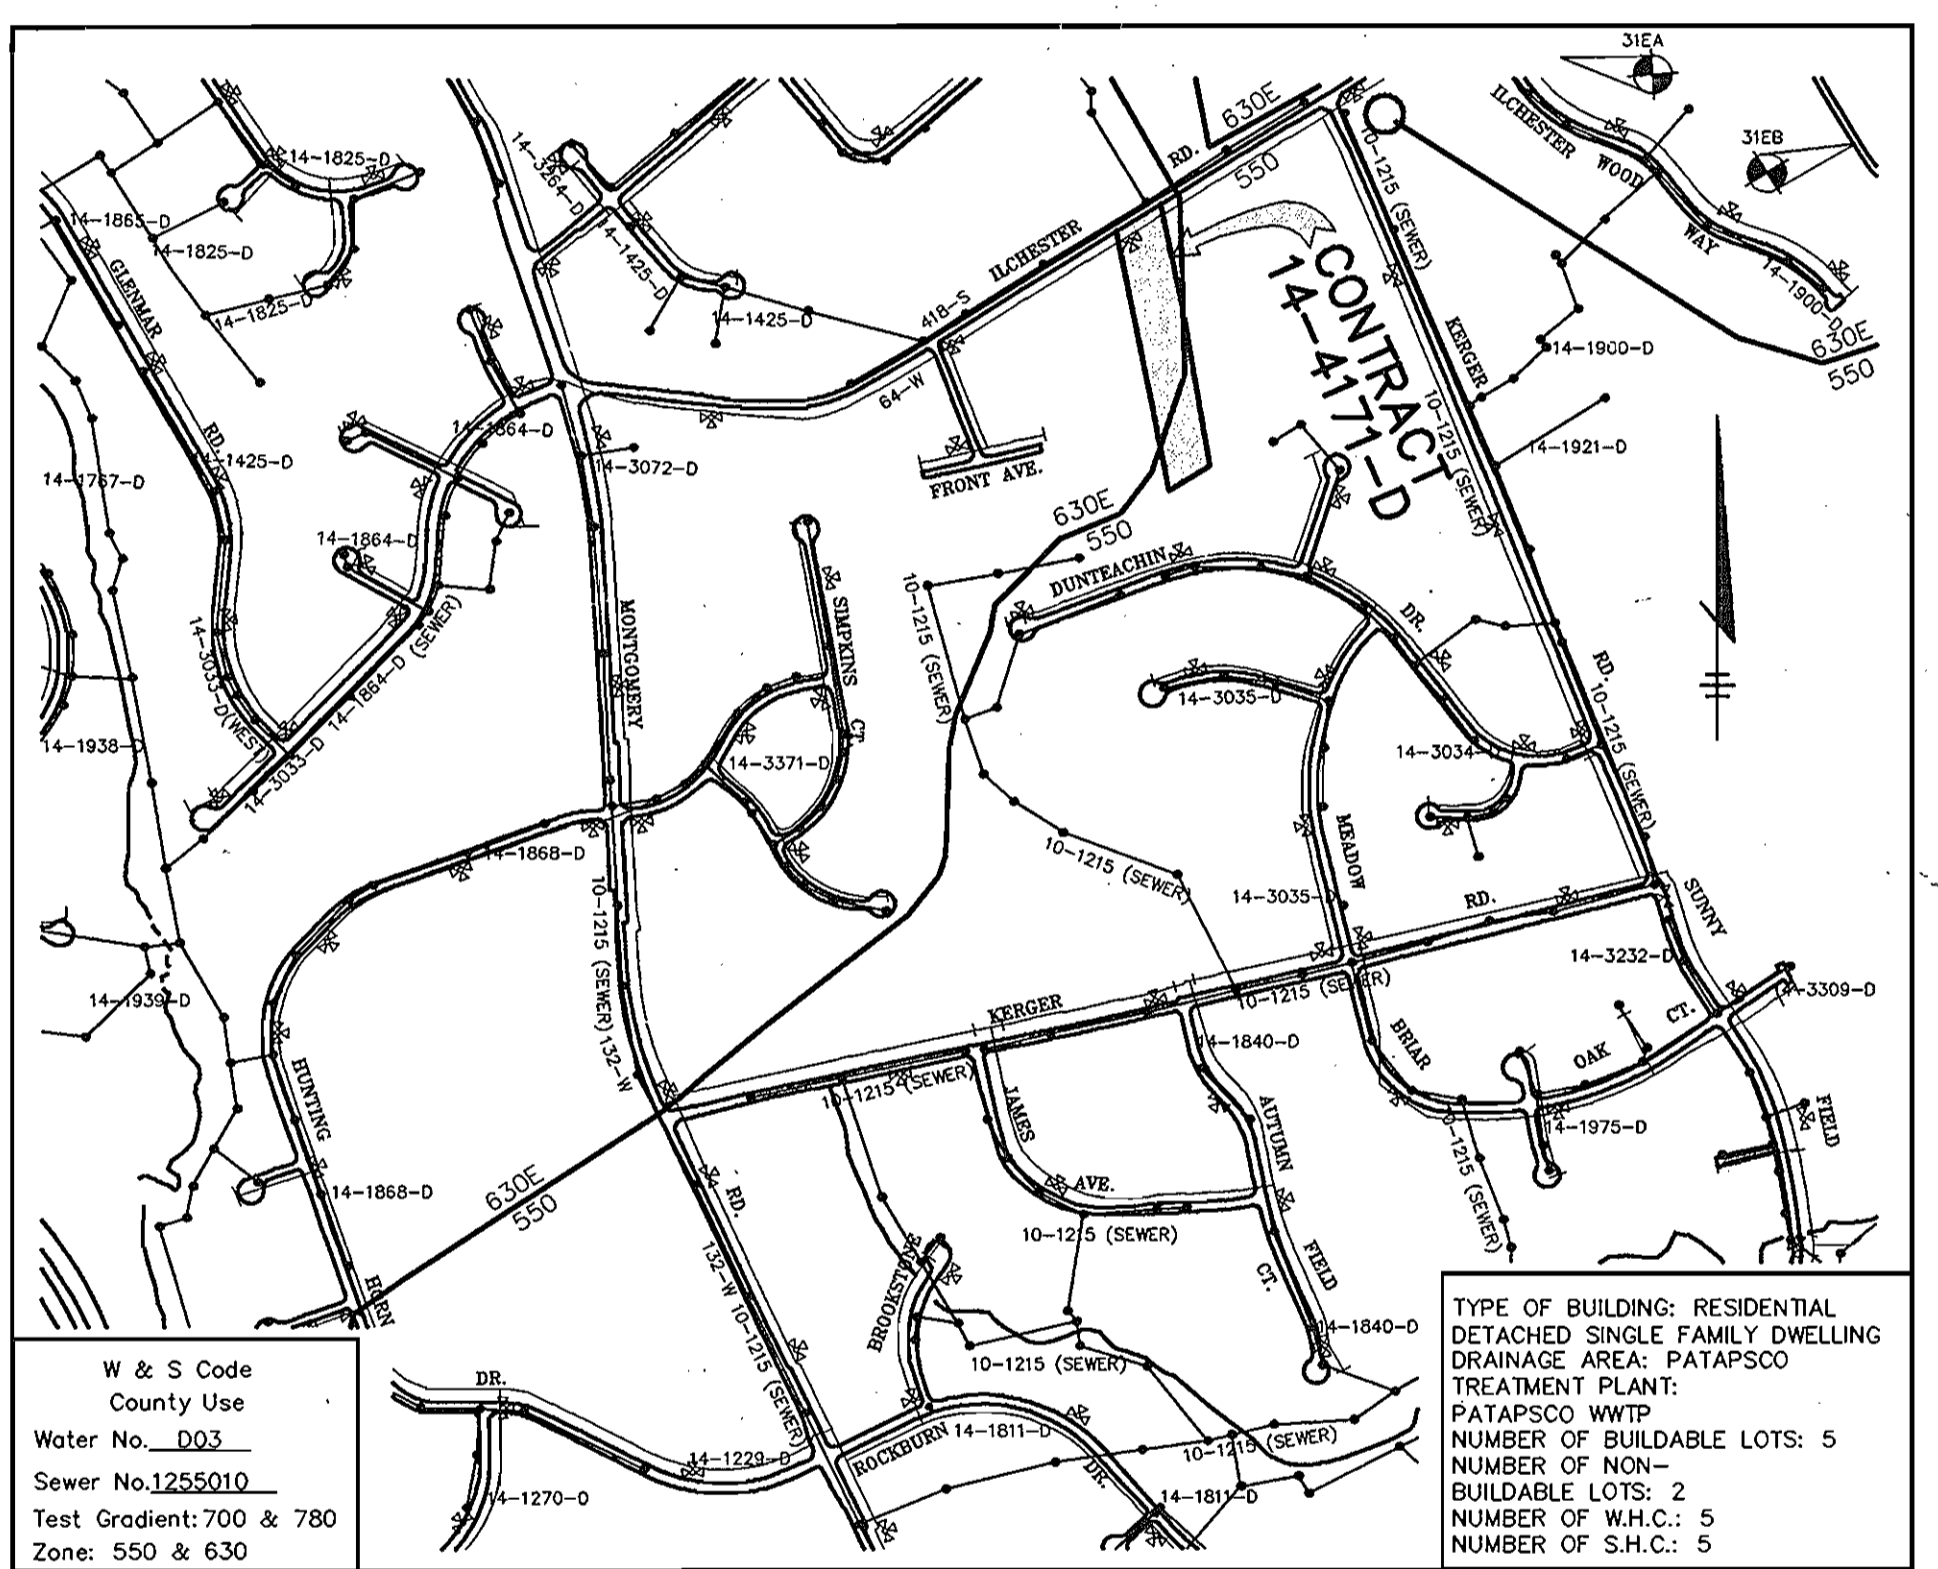 31EA
ILCHESTER WOOD WAY
31EB
630E
550
RD.
10-1215 (SEWER)
14-1825-D
14-3264-D
14-1865-D
14-1825-D
14-1425-D
ILCHESTER
CONTRACT
14-4171-D
14-1900-D
630E
550
GLENMAR
14-1825-D
14-1425-D
418-S
KERGER
14-1900-D
64-W
10-1215 (SEWER)
RD.
14-1425-D
14-1864-D
14-3072-D
14-1921-D
14-1767-D
FRONT AVE.
630E
550
14-1864-D
DUNTEACHIN
DR.
10-1215 (SEWER)
SIMPKINS
CT.
MONTGOMERY
14-3033-D(WEST)
14-1864-D (SEWER)
14-3033-D
14-3035-D
RD.
10-1215 (SEWER)
14-1938-D
14-3371-D
14-3034-
14-1868-D
10-1215 (SEWER)
MEADOW
14-3035-D
RD.
SUNNY
10-1215 (SEWER) 132-W
14-3232-D
14-1939-D
KERGER
10-1215 (SEWER)
14-3309-D
CT.
OAK
BRIAR
14-1840-D
HUNTING
10-1215 (SEWER)
JAMES
AUTUMN
FIELD
14-1975-D
10-1215 (SEWER)
14-1868-D
630E
550
RD.
AVE.
10-1215 (SEWER)
FIELD
CT.
HORN
132-W 10-1215 (SEWER)
BROOKSTONE
14-1840-D
10-1215 (SEWER)
DR.
14-1229-D
ROCKBURN
14-1811-D
DR.
10-1215 (SEWER)
14-1270-D
14-1811-D
W & S Code
County Use
Water No. D03
Sewer No. 1255010
Test Gradient: 700 & 780
Zone: 550 & 630
TYPE OF BUILDING: RESIDENTIAL
DETACHED SINGLE FAMILY DWELLING
DRAINAGE AREA: PATAPSCO
TREATMENT PLANT:
PATAPSCO WWTP
NUMBER OF BUILDABLE LOTS: 5
NUMBER OF NON-
BUILDABLE LOTS: 2
NUMBER OF W.H.C.: 5
NUMBER OF S.H.C.: 5